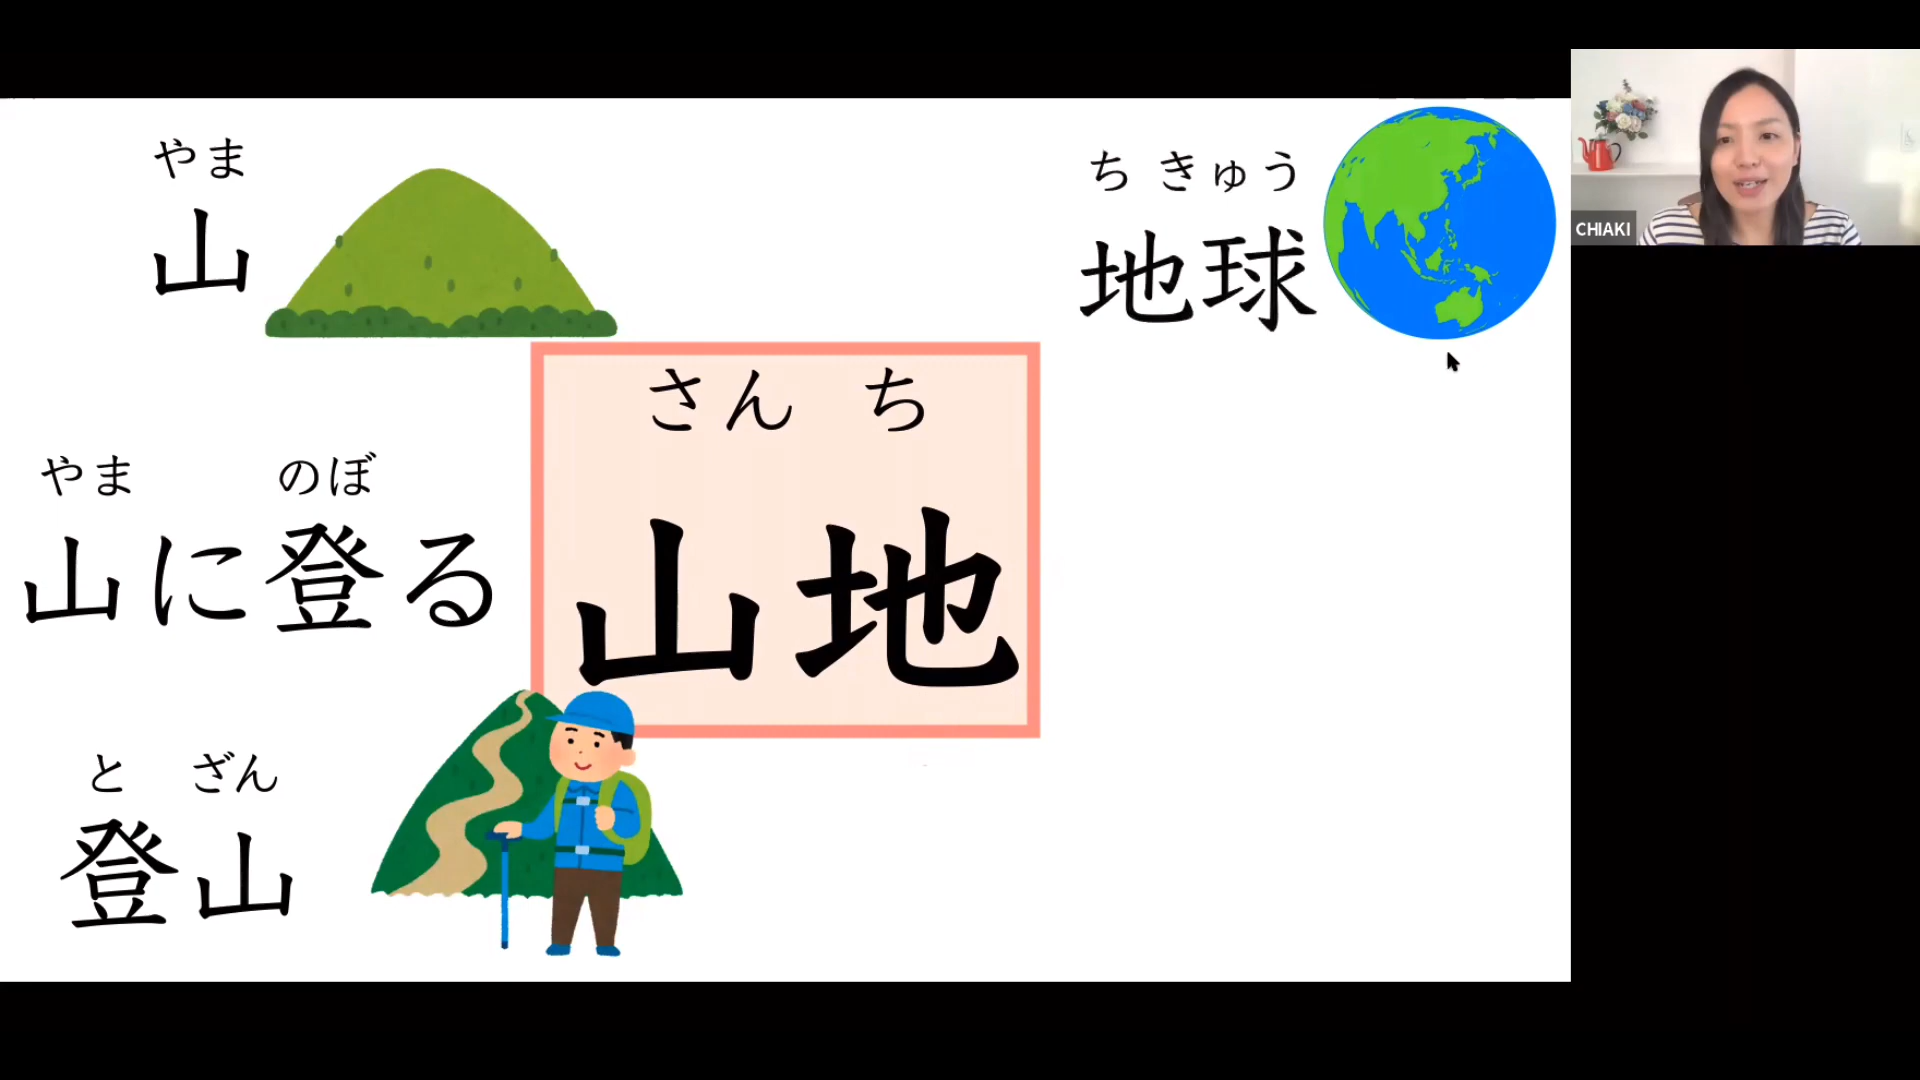 やま
山
ち きゅう
地球
CHIAKI
さん ち
山地
やま のぼ
山に登る
と ざん
登山